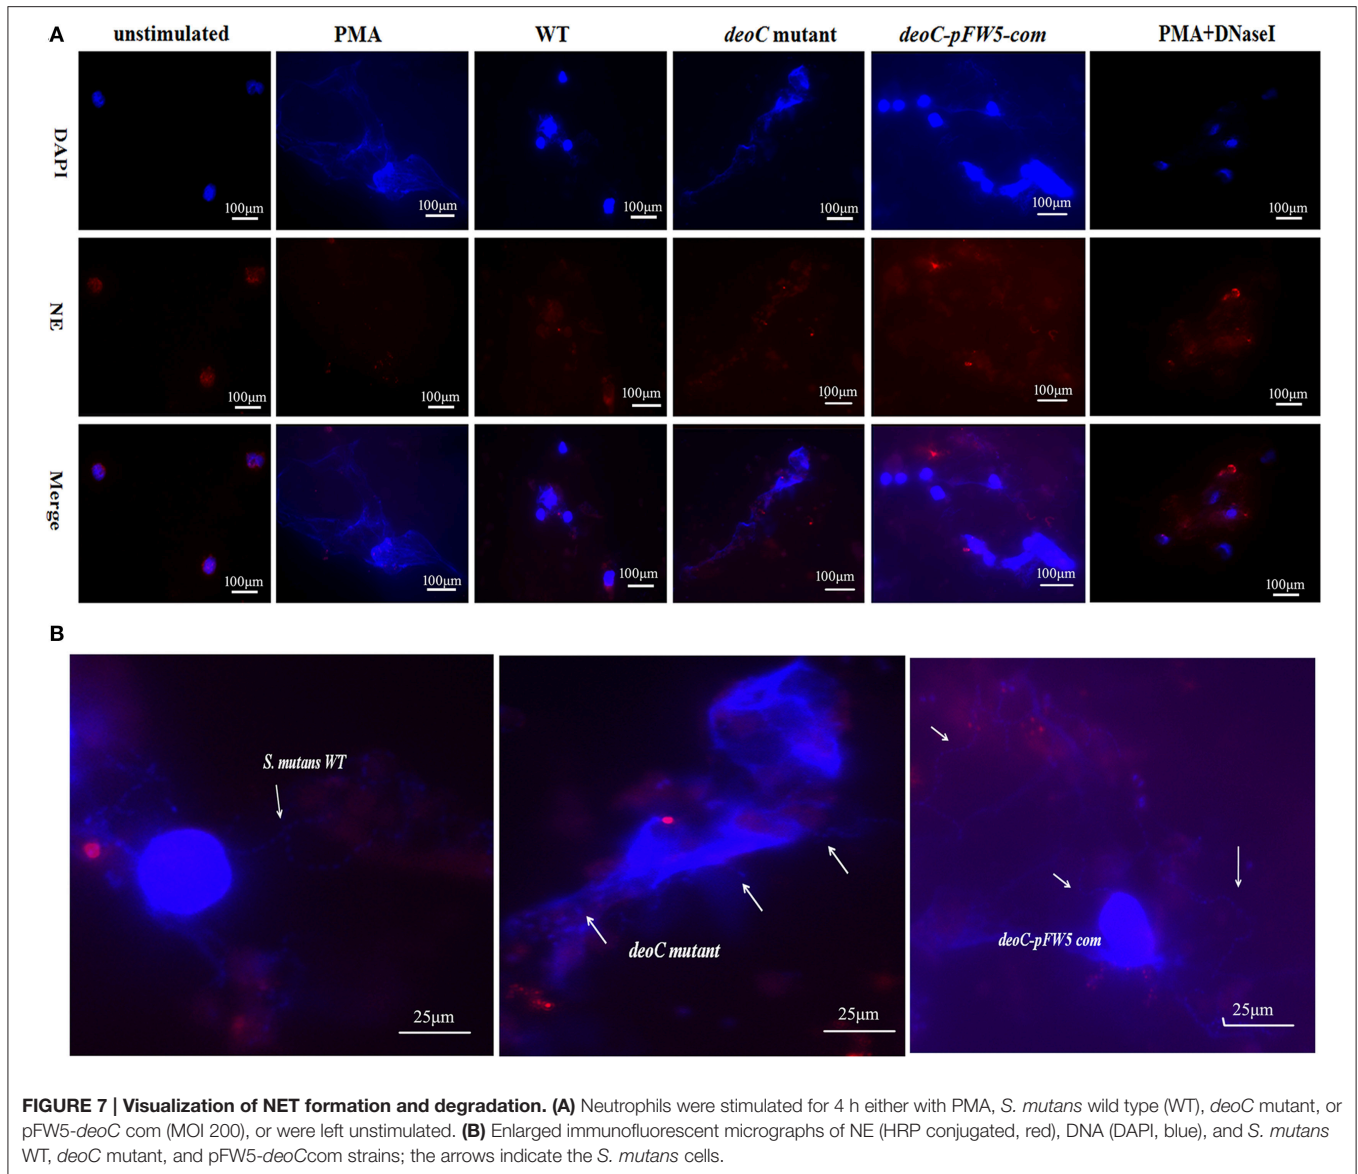 A
unstimulated PMA WT deoC mutant deoC-pFW5-com PMA+DNaseI
DAPI
100μm 100μm 100μm 100μm 100μm 100μm
NE
100μm 100μm 100μm 100μm 100μm 100μm
Merge
100μm 100μm 100μm 100μm 100μm 100μm
B
S. mutans WT
25μm
deoC mutant
25μm
deoC-pFW5 com
25μm
FIGURE 7 | Visualization of NET formation and degradation. (A) Neutrophils were stimulated for 4 h either with PMA, S. mutans wild type (WT), deoC mutant, or
pFW5-deoC com (MOI 200), or were left unstimulated. (B) Enlarged immunofluorescent micrographs of NE (HRP conjugated, red), DNA (DAPI, blue), and S. mutans
WT, deoC mutant, and pFW5-deoCcom strains; the arrows indicate the S. mutans cells.